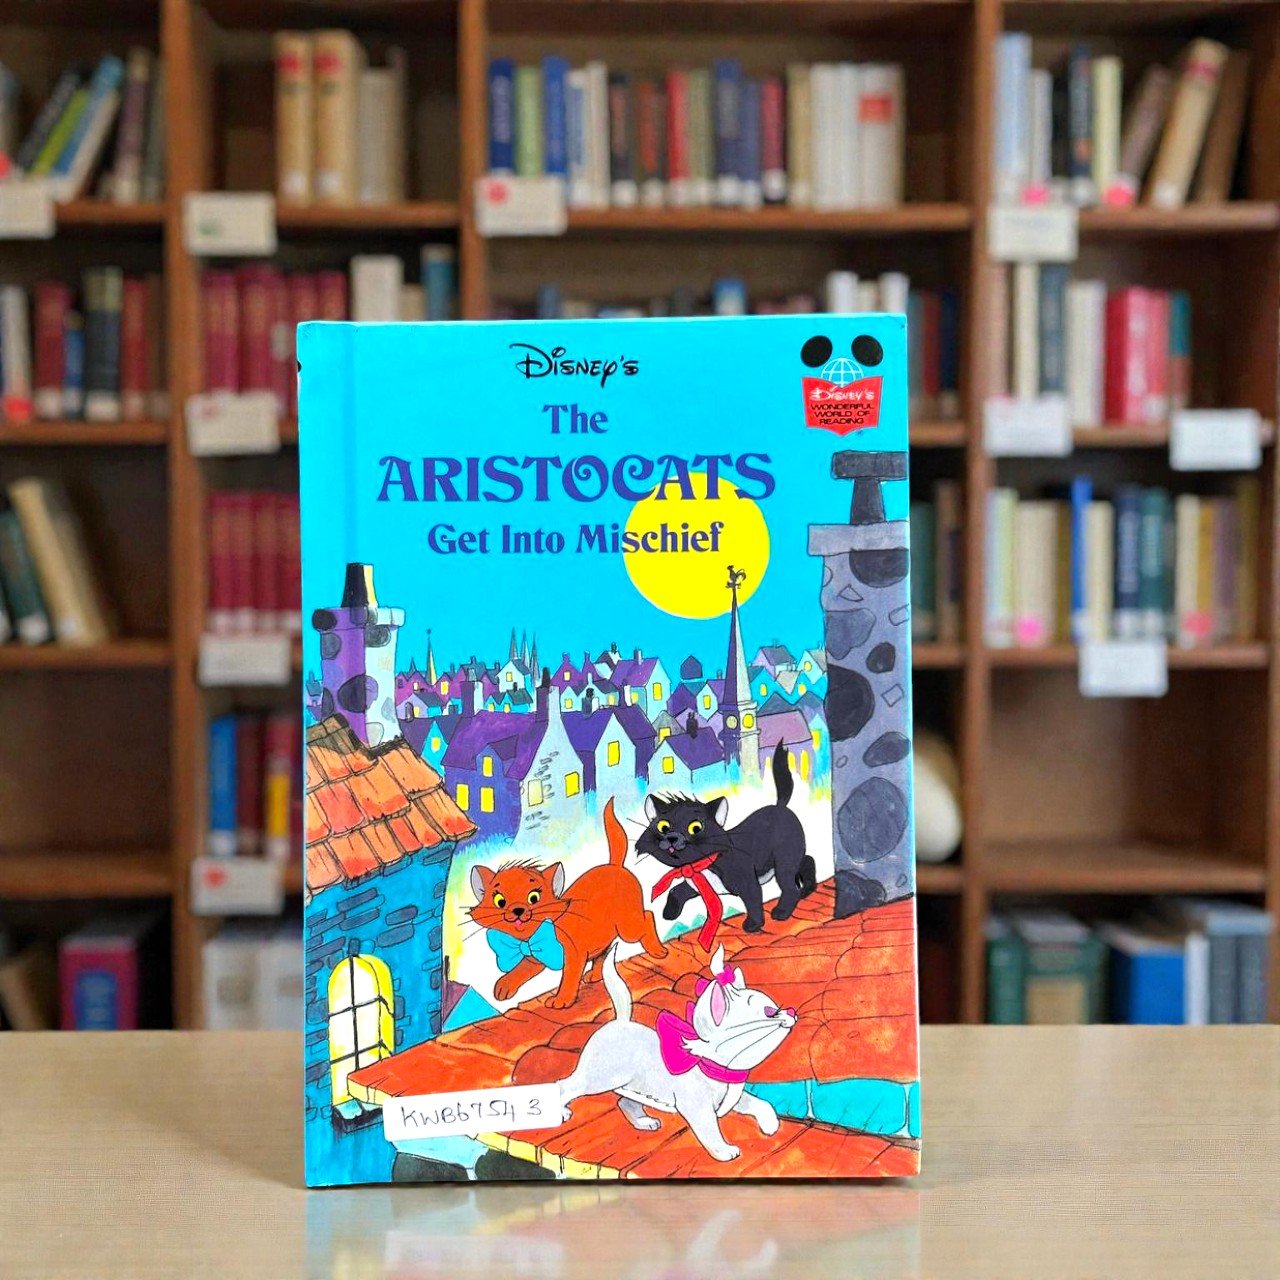 Disney's
The
ARISTOCATS
Get Into Mischief
Disney's
WONDERFUL
WORLD OF
READING
KWB6754 3